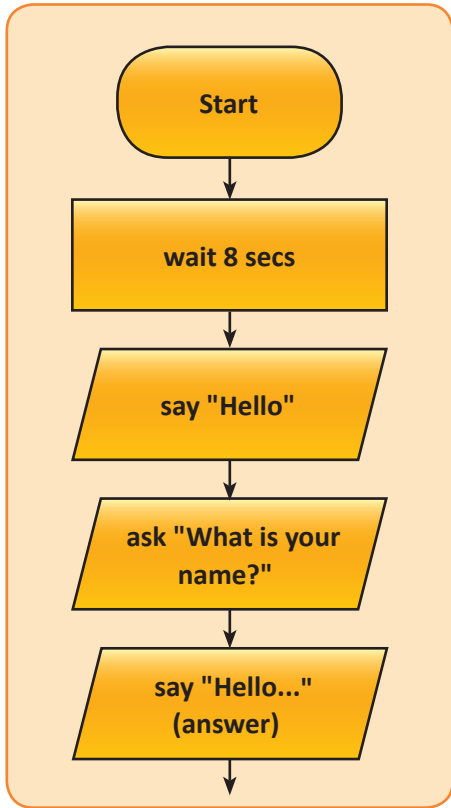 Start
wait 8 secs
say "Hello"
ask "What is your
name?"
say "Hello..."
(answer)